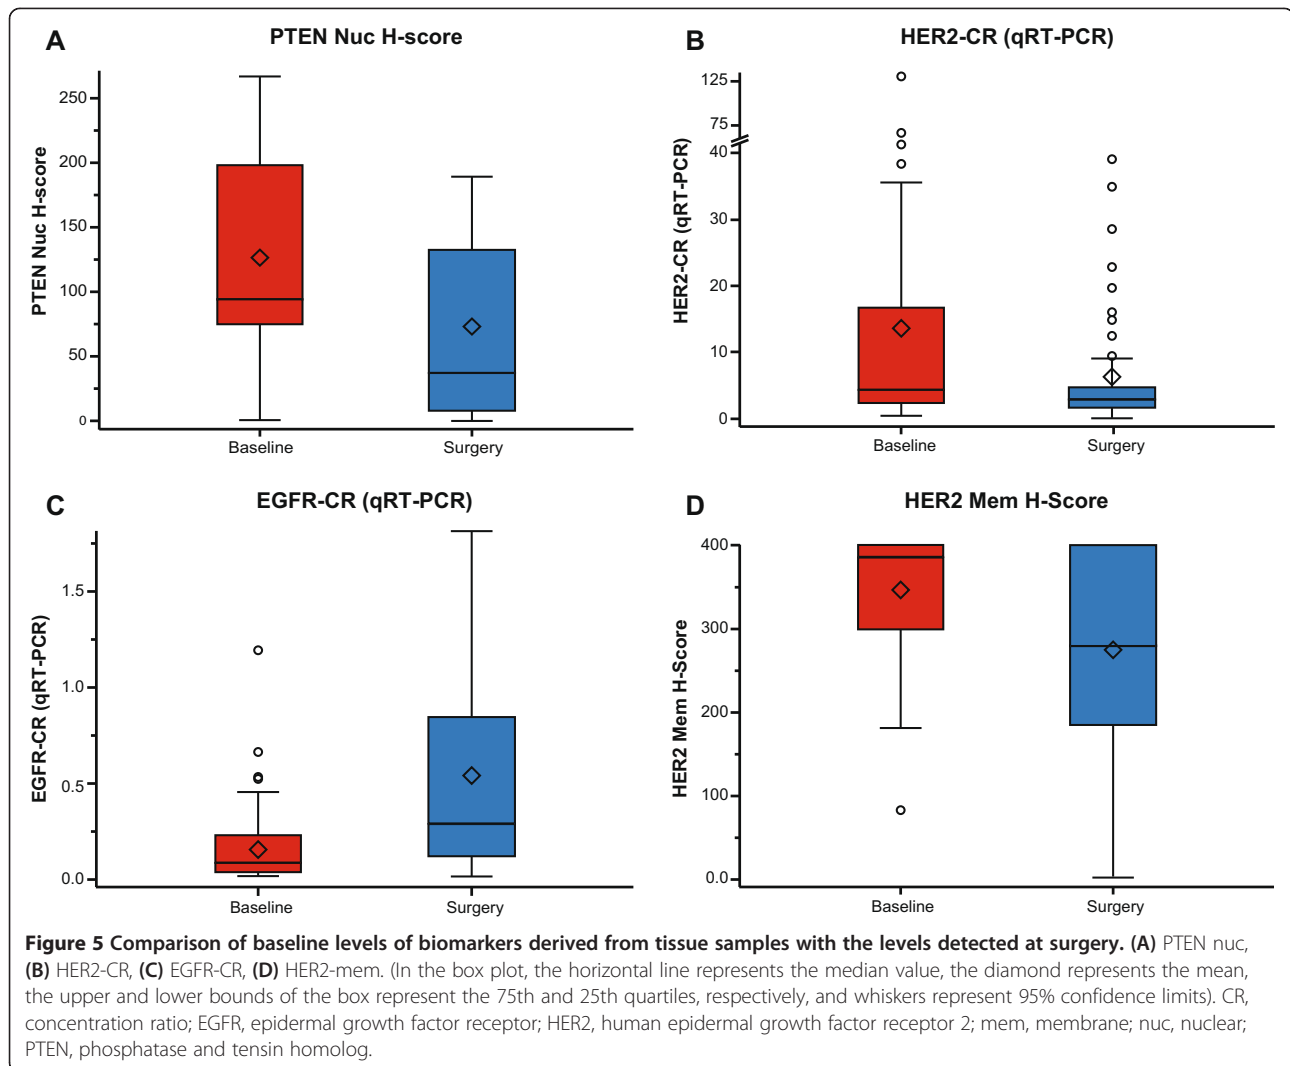 A
PTEN Nuc H-score
PTEN Nuc H-score
250
200
150
100
50
0
Baseline
Surgery
B
HER2-CR (qRT-PCR)
HER2-CR (qRT-PCR)
125
75
40
30
20
10
0
Baseline
Surgery
C
EGFR-CR (qRT-PCR)
EGFR-CR (qRT-PCR)
1.5
1.0
0.5
0.0
Baseline
Surgery
D
HER2 Mem H-Score
HER2 Mem H-Score
400
300
200
100
0.0
Baseline
Surgery
Figure 5 Comparison of baseline levels of biomarkers derived from tissue samples with the levels detected at surgery. (A) PTEN nuc,
(B) HER2-CR, (C) EGFR-CR, (D) HER2-mem. (In the box plot, the horizontal line represents the median value, the diamond represents the mean,
the upper and lower bounds of the box represent the 75th and 25th quartiles, respectively, and whiskers represent 95% confidence limits). CR,
concentration ratio; EGFR, epidermal growth factor receptor; HER2, human epidermal growth factor receptor 2; mem, membrane; nuc, nuclear;
PTEN, phosphatase and tensin homolog.